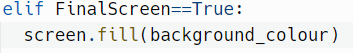 elif FinalScreen==True:
  screen.fill(background_colour)